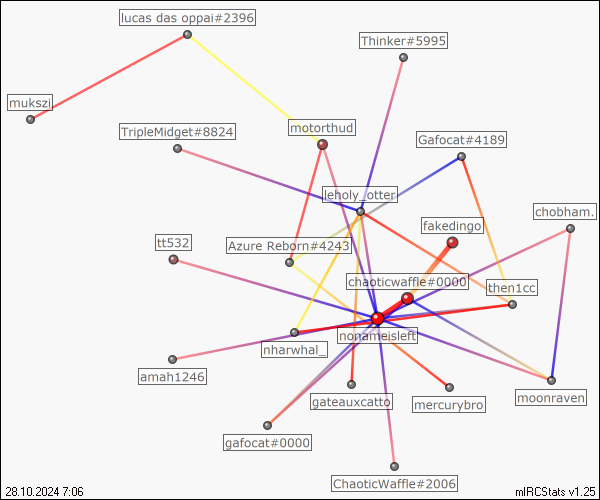 lucas das oppai#2396
Thinker#5995
mukszi
TripleMidget#8824
motorthud
Gafocat#4189
leholy_otter
chobham.
fakedingo
tt532
Azure Reborn#4243
chaoticwaffle#0000
then1cc
nonameisleft
nharwhal_
amah1246
gateauxcatto
mercurybro
moonraven
gafocat#0000
ChaoticWaffle#2006
28.10.2024 7:06
mIRCStats v1.25